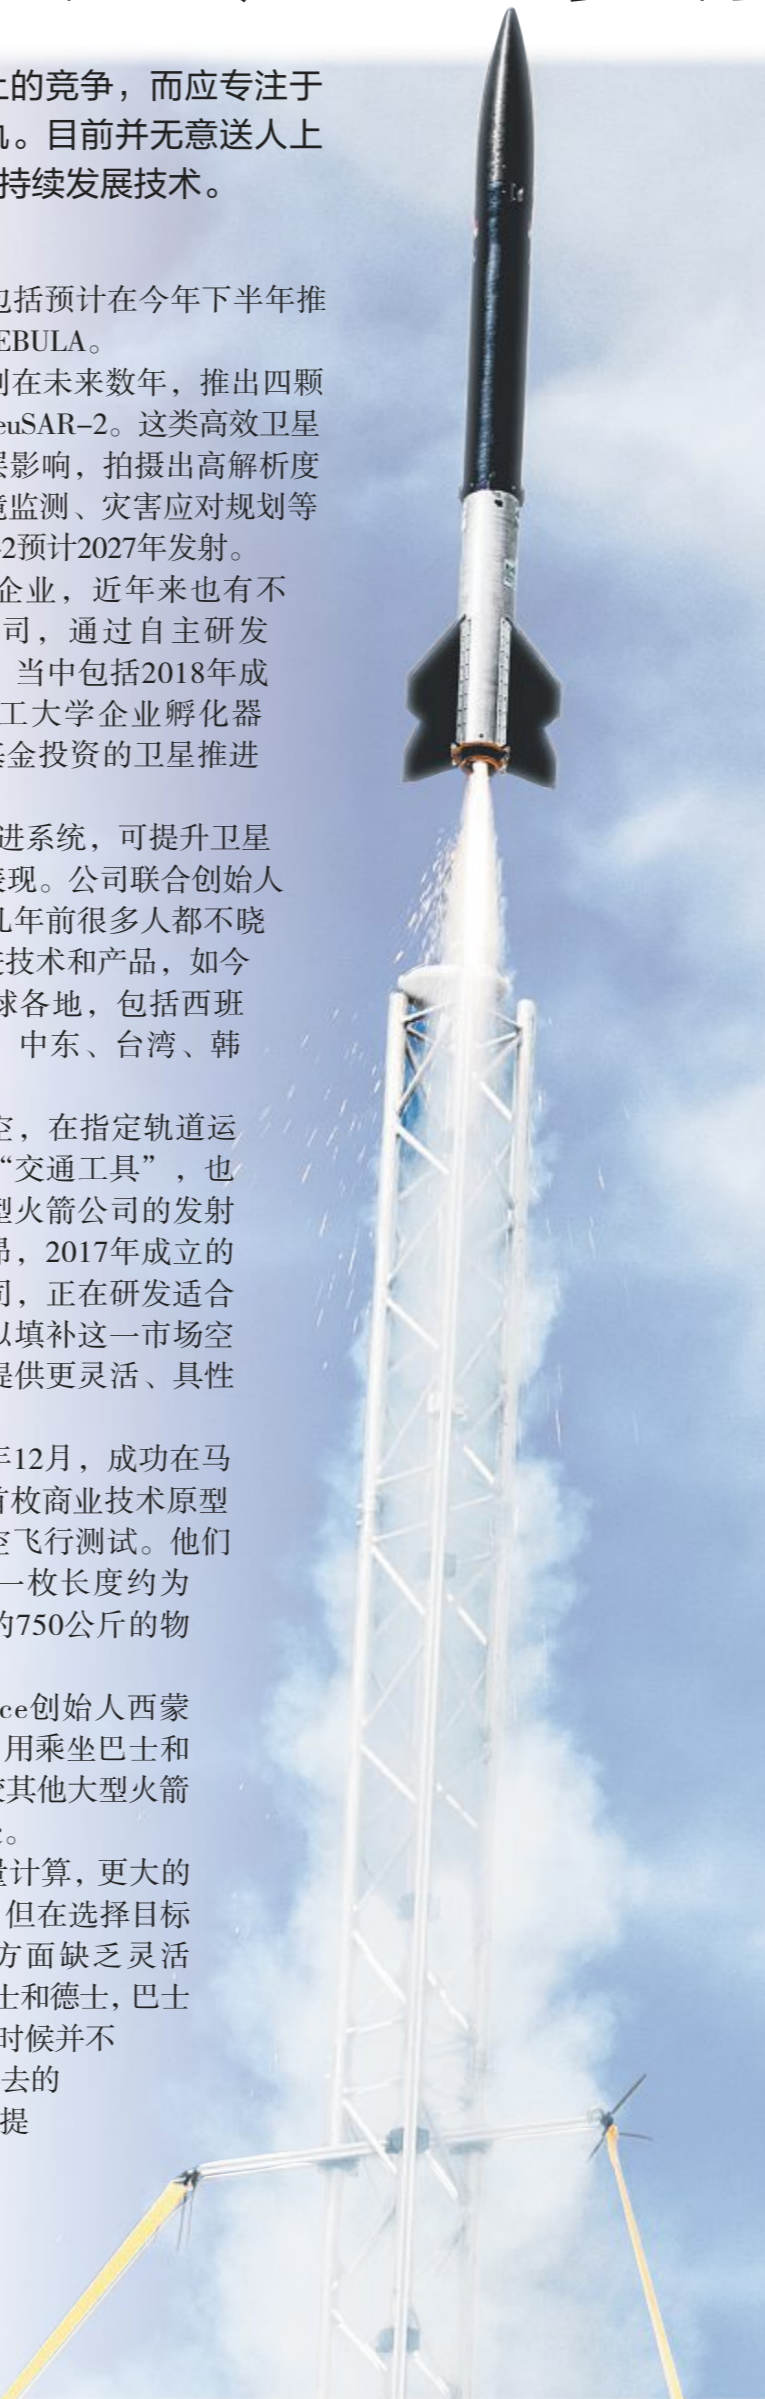 的竞争，而应专注于
。目前并无意送人上
持续发展技术。
包括预计在今年下半年推
EBULA。
在未来数年，推出四颗
euSAR-2。这类高效卫星
影响，拍摄出高解析度
监测、灾害应对规划等
2预计2027年发射。
企业，近年来也有不
司，通过自主研发
当中包括2018年成
工大学企业孵化器
金投资的卫星推进
进系统，可提升卫星
表现。公司联合创始人
几年前很多人都不晓
技术和产品，如今
球各地，包括西班
中东、台湾、韩
空，在指定轨道运
“交通工具”，也
型火箭公司的发射
昂，2017年成立的
司，正在研发适合
以填补这一市场空
提供更灵活、具性
年12月，成功在马
首枚商业技术原型
空飞行测试。他们
一枚长度约为
的750公斤的物
ce创始人西蒙
用乘坐巴士和
其他大型火箭
。
量计算，更大的
但在选择目标
方面缺乏灵活
士和德士，巴士
时候并不
去的
提